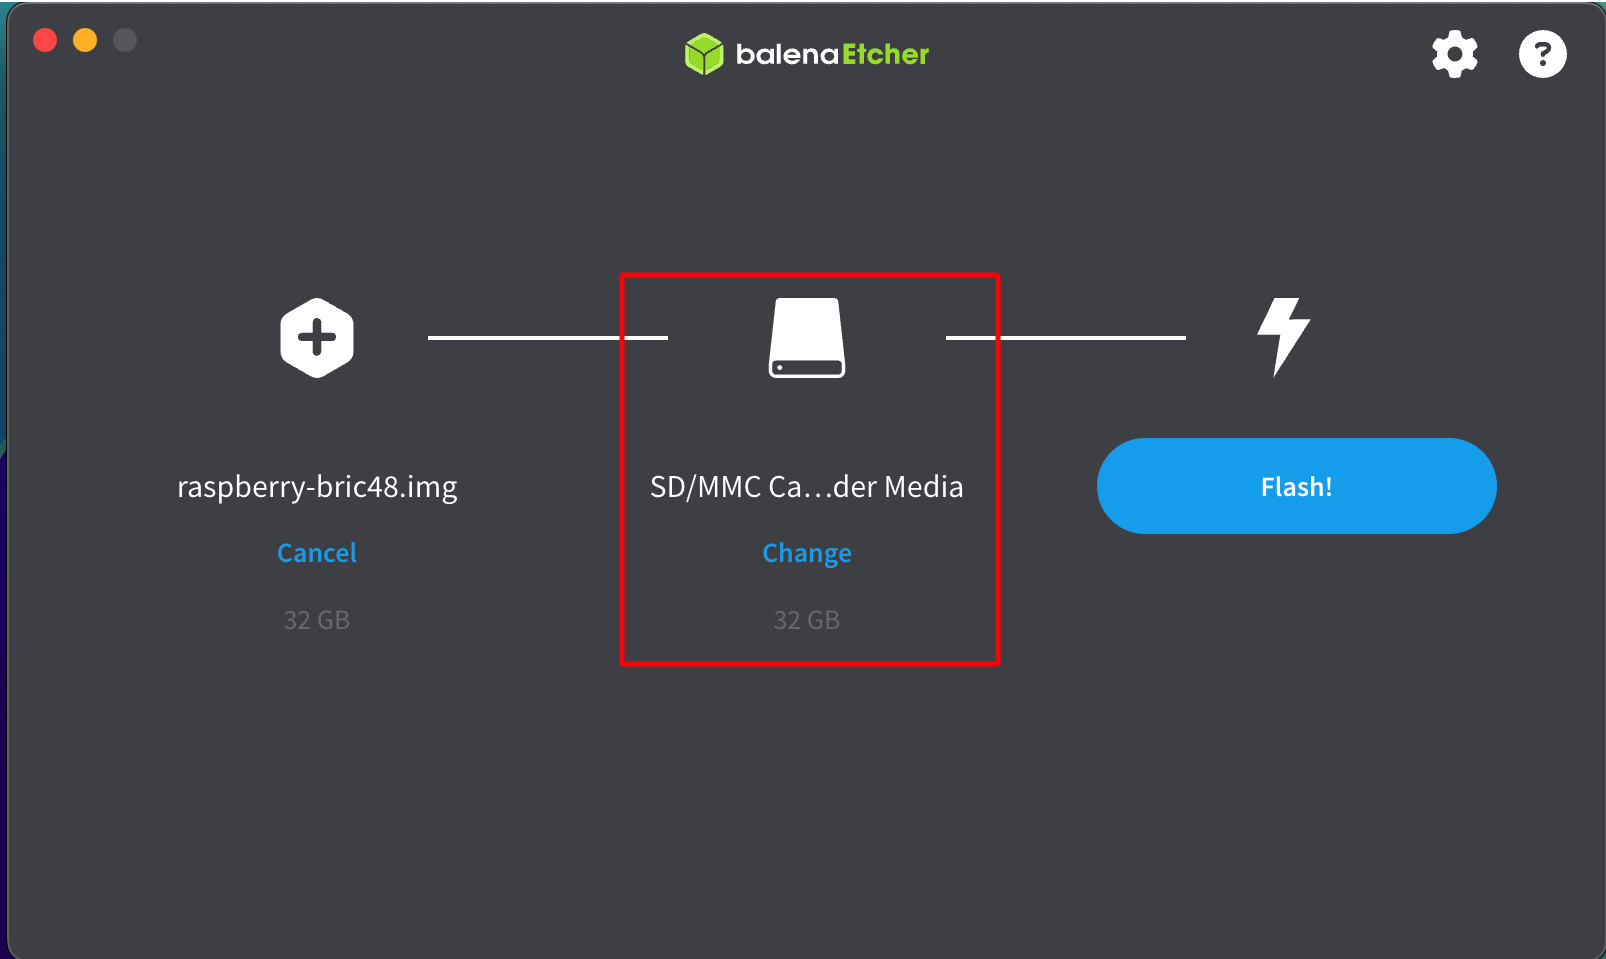 balenaEtcher
?
raspberry-bric48.img
Cancel
32 GB
SD/MMC Ca...der Media
Change
32 GB
Flash!